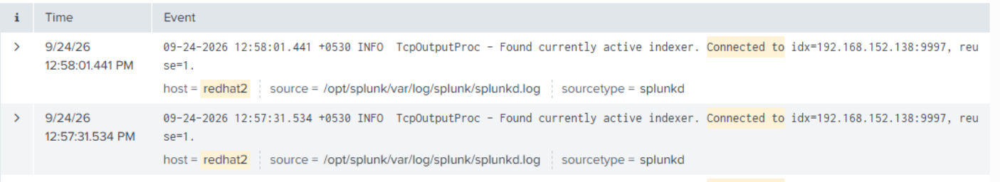 i Time Event
> 9/24/26 09-24-2026 12:58:01.441 +0530 INFO  TcpOutputProc - Found currently active indexer. Connected to idx=192.168.152.138:9997, reu
12:58:01.441 PM se=1.
host = redhat2 source = /opt/splunk/var/log/splunk/splunkd.log sourcetype = splunkd
> 9/24/26 09-24-2026 12:57:31.534 +0530 INFO  TcpOutputProc - Found currently active indexer. Connected to idx=192.168.152.138:9997, reu
12:57:31.534 PM se=1.
host = redhat2 source = /opt/splunk/var/log/splunk/splunkd.log sourcetype = splunkd